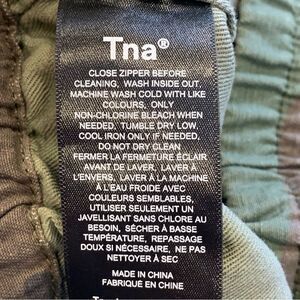 Tna®
CLOSE ZIPPER BEFORE
CLEANING, WASH INSIDE OUT,
MACHINE WASH COLD WITH LIKE
COLOURS, ONLY
NON-CHLORINE BLEACH WHEN
NEEDED, TUMBLE DRY LOW,
COOL IRON ONLY IF NEEDED,
DO NOT DRY CLEAN
FERMER LA FERMETURE ÉCLAIR
AVANT DE LAVER, LAVER À
L'ENVERS, LAVER À LA MACHINE
À L'EAU FROIDE AVEC
COULEURS SEMBLABLES,
UTILISER SEULEMENT UN
JAVELLISANT SANS CHLORE AU
BESOIN, SÉCHER À BASSE
TEMPÉRATURE, REPASSAGE
DOUX SI NÉCESSAIRE, NE PAS
NETTOYER À SEC
MADE IN CHINA
FABRIQUÉ EN CHINE